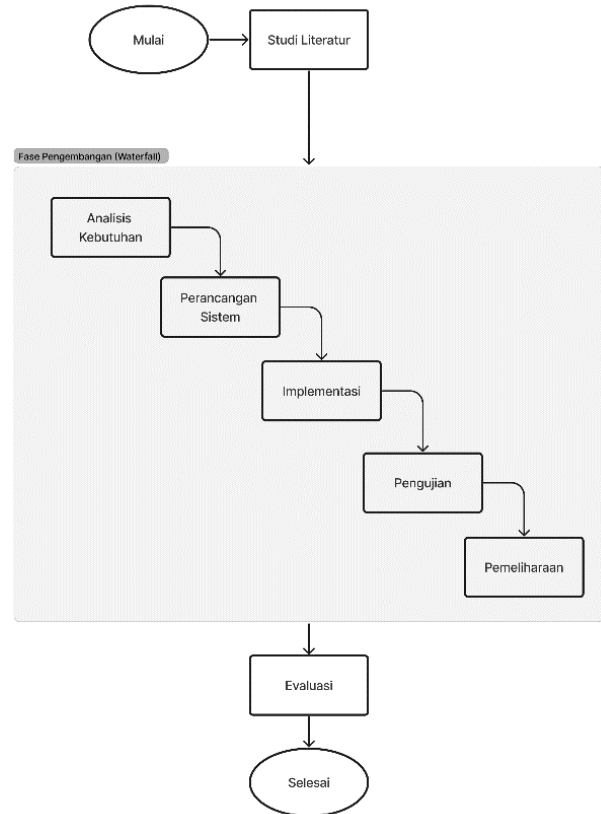 Mulai
Studi Literatur
Fase Pengembangan (Waterfall)
Analisis
Kebutuhan
Perancangan
Sistem
Implementasi
Pengujian
Pemeliharaan
Evaluasi
Selesai